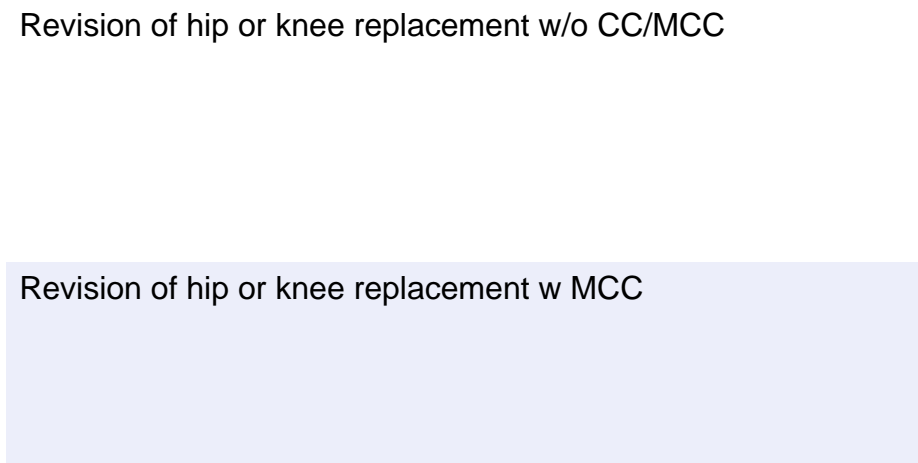 Revision of hip or knee replacement w/o CC/MCC
Revision of hip or knee replacement w MCC